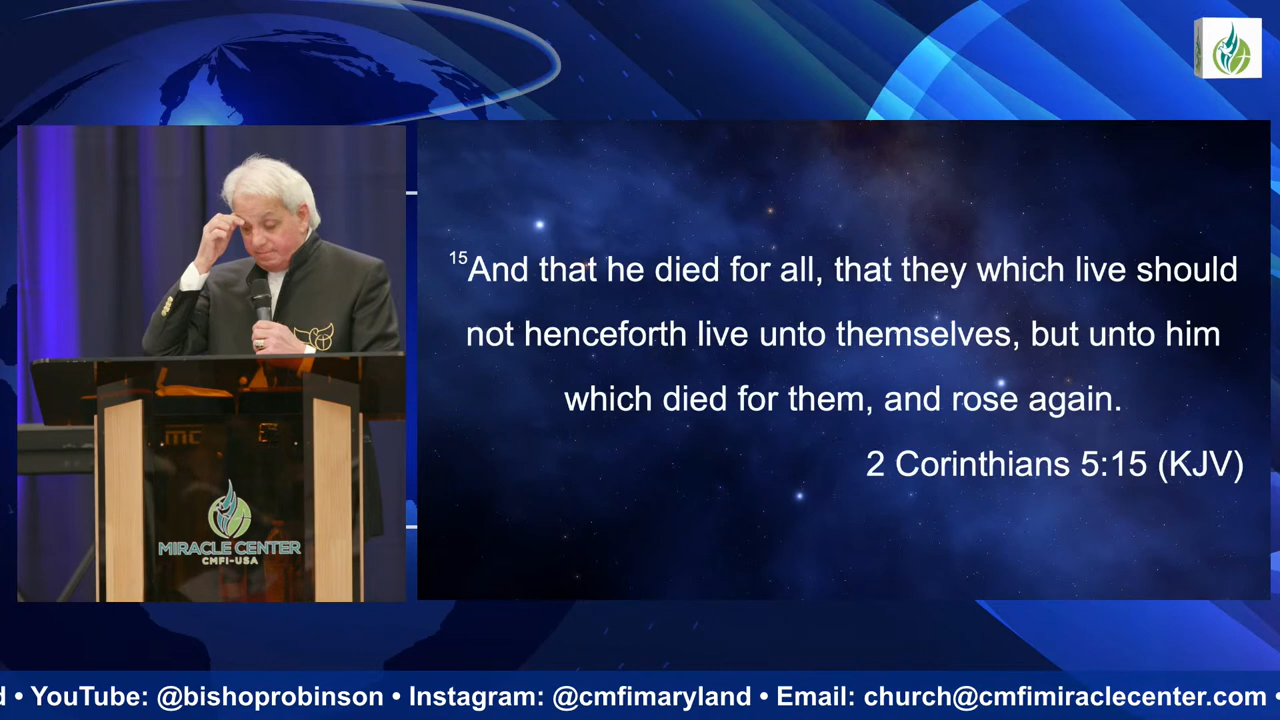 15And that he died for all, that they which live should
not henceforth live unto themselves, but unto him
which died for them, and rose again.
2 Corinthians 5:15 (KJV)
MIRACLE CENTER
CMFI-USA
d • YouTube: @bishoprobinson • Instagram: @cmfimaryland • Email: church@cmfimiraclecenter.com •